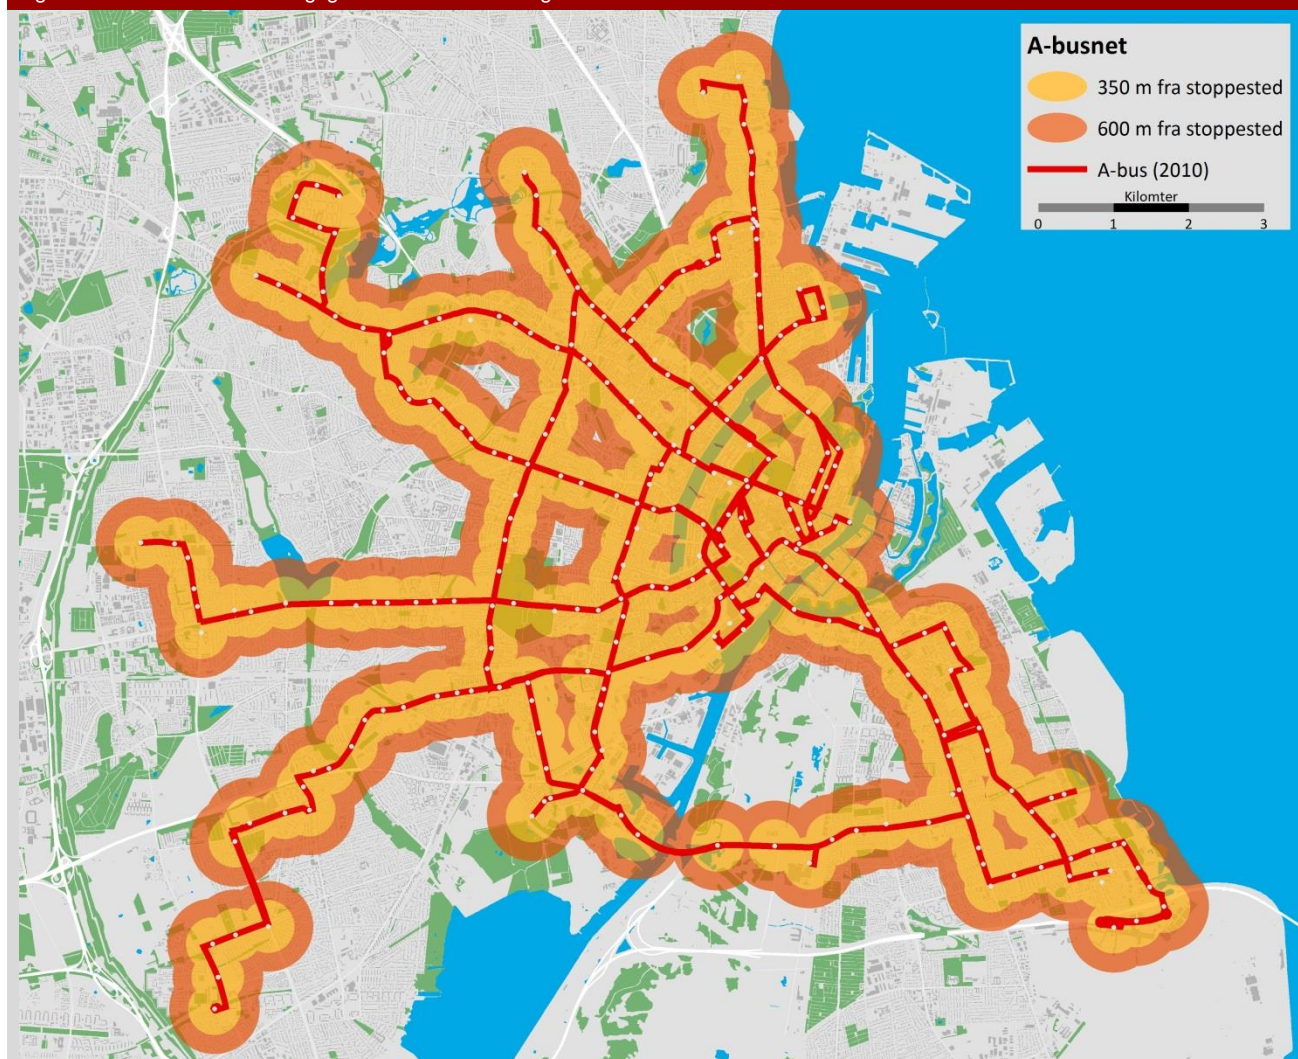 A-busnet
350 m fra stoppested
600 m fra stoppested
A-bus (2010)
Kilomter
0 1 2 3